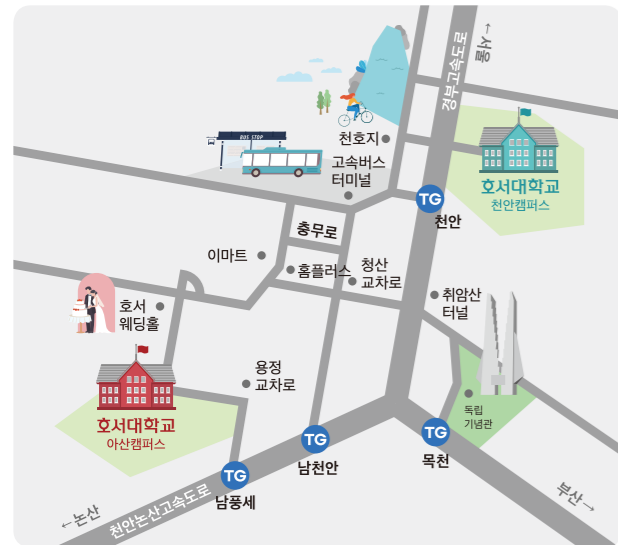 ←서울
경부고속도로
BUS STOP
천호지
고속버스
터미널
호서대학교
천안캠퍼스
TG
천안
충무로
이마트
홈플러스
청산
교차로
취암산
터널
호서
웨딩홀
용정
교차로
독립
기념관
호서대학교
아산캠퍼스
TG
남천안
TG
목천
TG
남풍세
←논산
천안논산고속도로
부산→